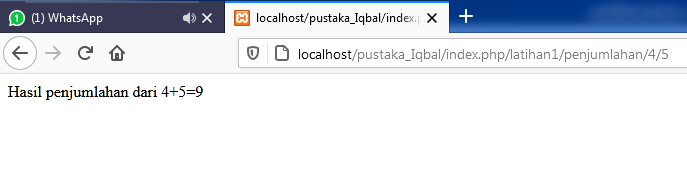 1 (1) WhatsApp
localhost/pustaka_Iqbal/index.p
localhost/pustaka_Iqbal/index.php/latihan1/penjumlahan/4/5
Hasil penjumlahan dari 4+5=9